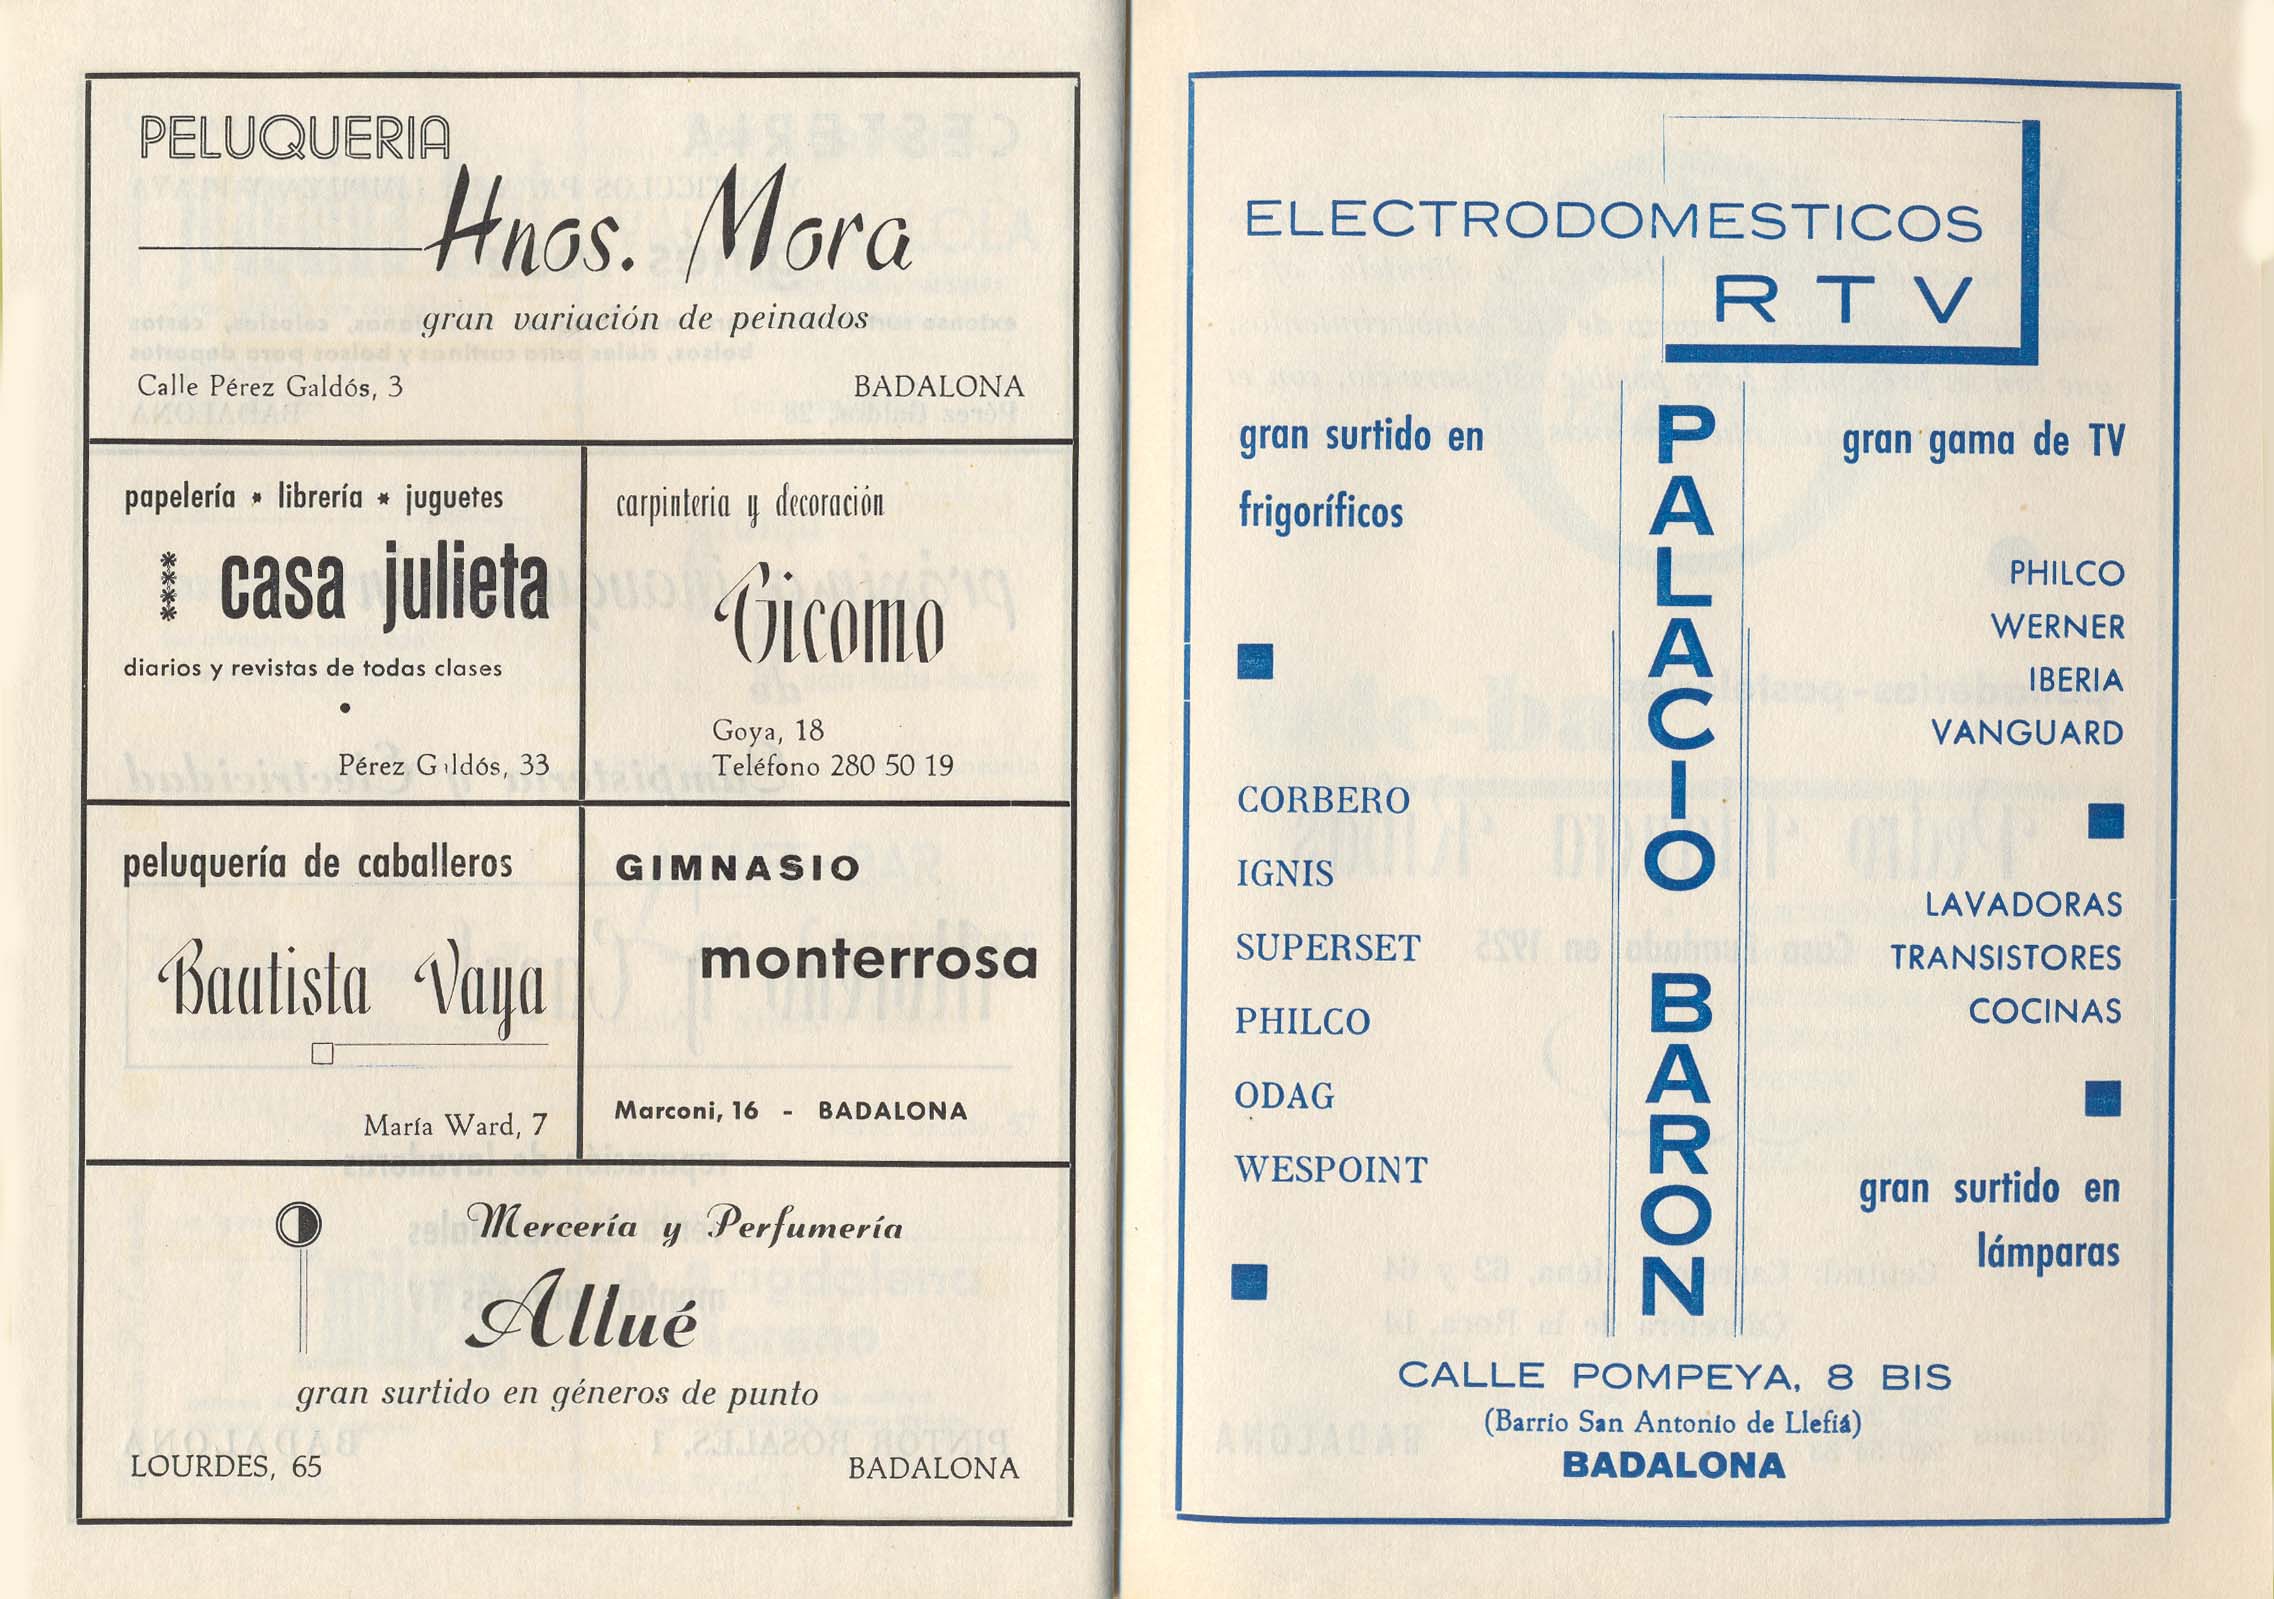 PELUQUERIA
Hnos. Mora
gran variación de peinados
Calle Pérez Galdós, 3 BADALONA
papelería * librería * juguetes
casa julieta
diarios y revistas de todas clases
Pérez G ldós, 33
carpintería y decoración
Gicomo
Goya, 18
Teléfono 280 50 19
peluquería de caballeros
Bautista Vaya
María Ward, 7
GIMNASIO
monterrosa
Marconi, 16 - BADALONA
Mercería y Perfumería
Allué
gran surtido en géneros de punto
LOURDES, 65 BADALONA
ELECTRODOMESTICOS
RTV
PALACIO BARON
gran surtido en
frigoríficos
CORBERO
IGNIS
SUPERSET
PHILCO
ODAG
WESPOINT
gran gama de TV
PHILCO
WERNER
IBERIA
VANGUARD
LAVADORAS
TRANSISTORES
COCINAS
gran surtido en
lámparas
CALLE POMPEYA, 8 BIS
(Barrio San Antonio de Llefiá)
BADALONA